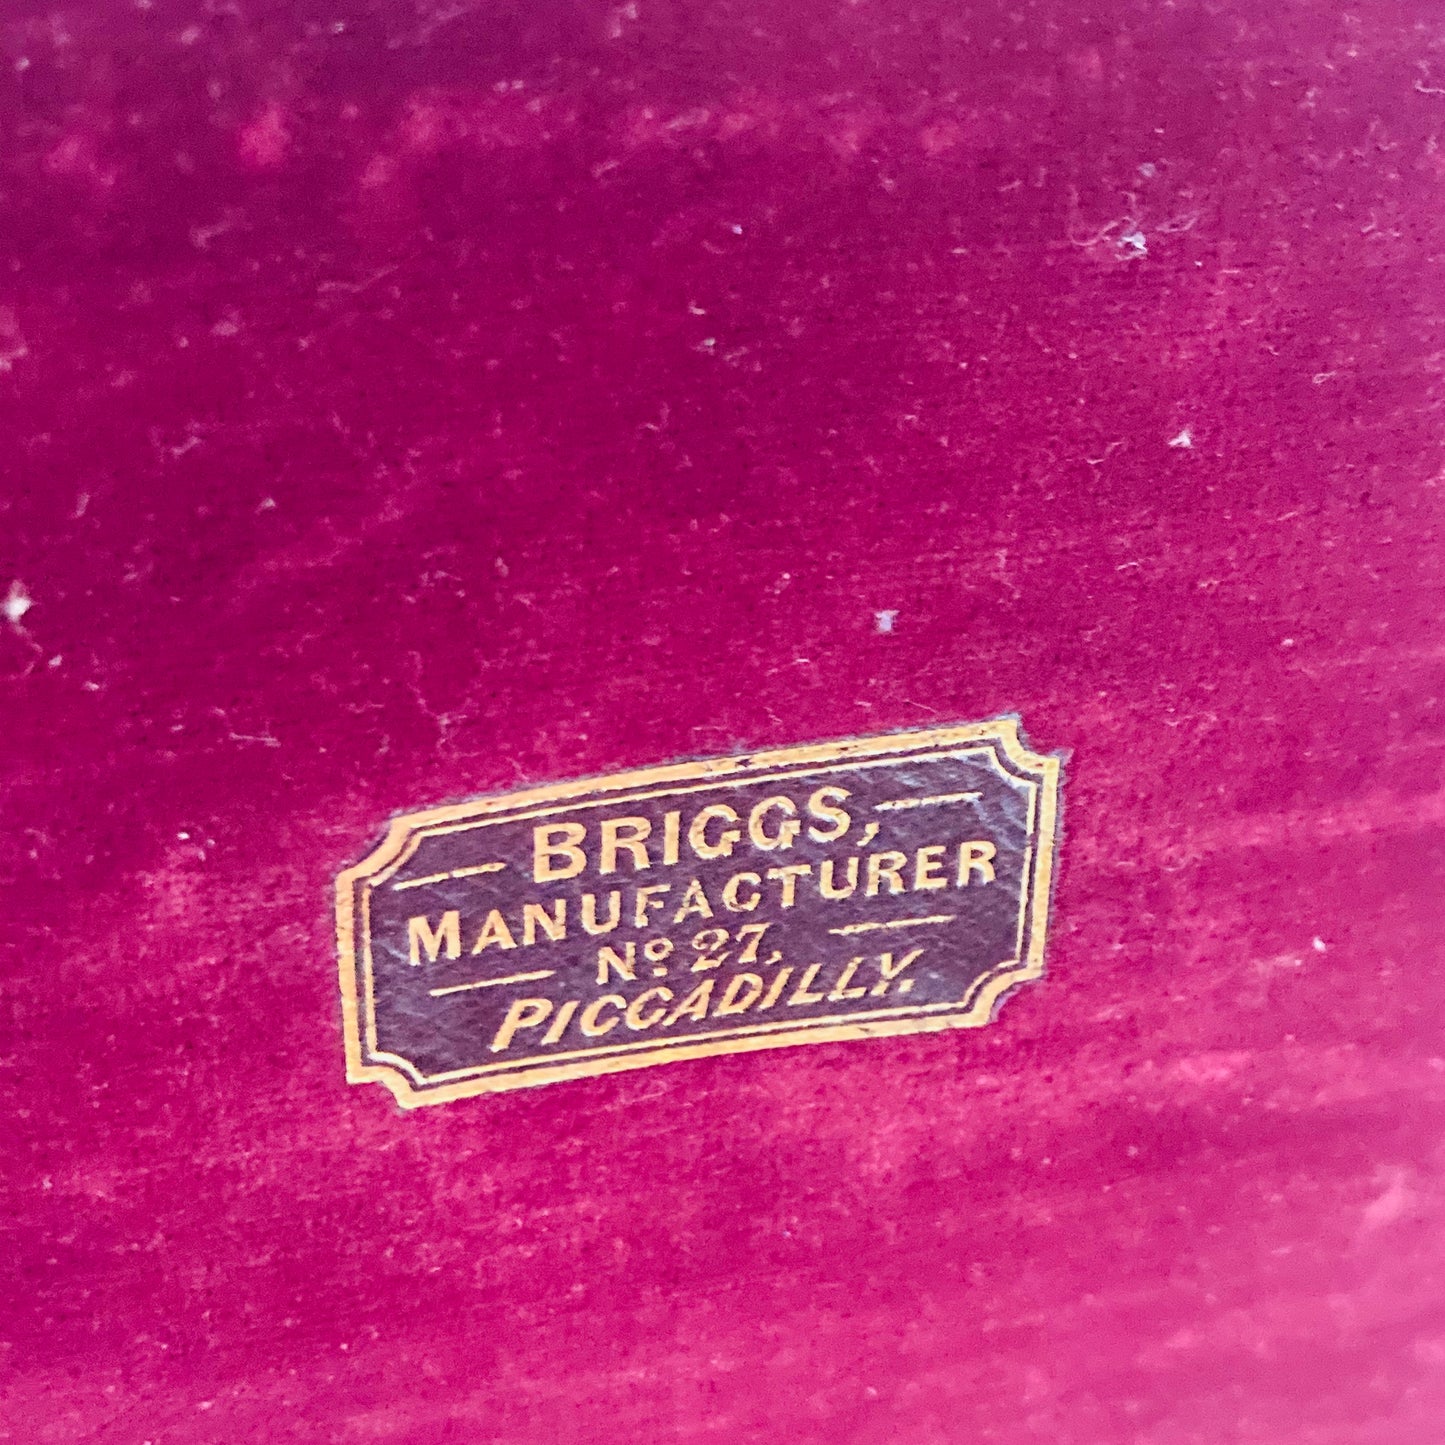 BRIGGS,
MANUFACTURER
Nº 27,
PICCADILLY.